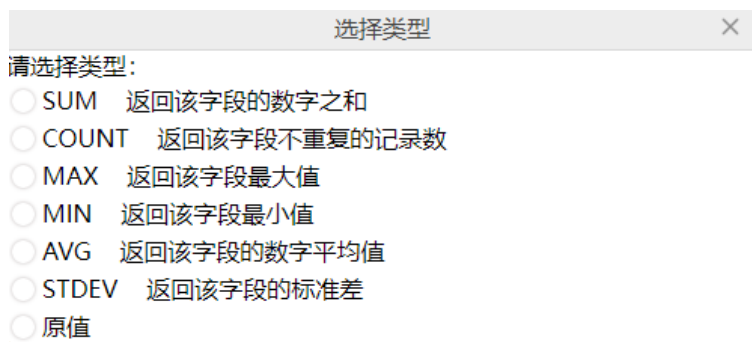 选择类型
请选择类型：
SUM 返回该字段的数字之和
COUNT 返回该字段不重复的记录数
MAX 返回该字段最大值
MIN 返回该字段最小值
AVG 返回该字段的数字平均值
STDEV 返回该字段的标准差
原值